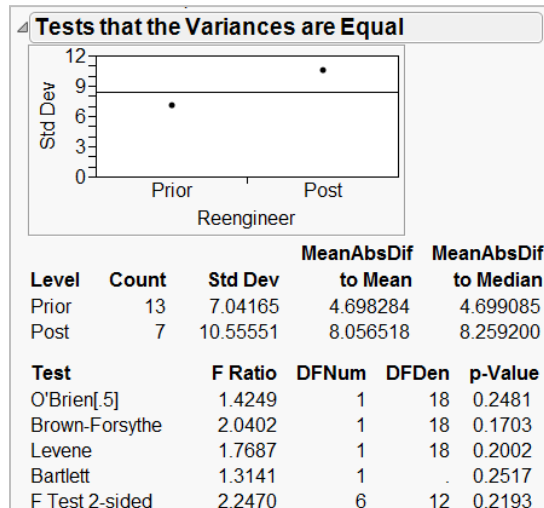 Tests that the Variances are Equal
12
9
6
3
0
Std Dev
Prior Post
Reengineer
MeanAbsDif MeanAbsDif
Level Count Std Dev to Mean to Median
Prior 13 7.04165 4.698284 4.699085
Post 7 10.55551 8.056518 8.259200
Test F Ratio DFNum DFDen p-Value
O'Brien[.5] 1.4249 1 18 0.2481
Brown-Forsythe 2.0402 1 18 0.1703
Levene 1.7687 1 18 0.2002
Bartlett 1.3141 1 . 0.2517
F Test 2-sided 2.2470 6 12 0.2193